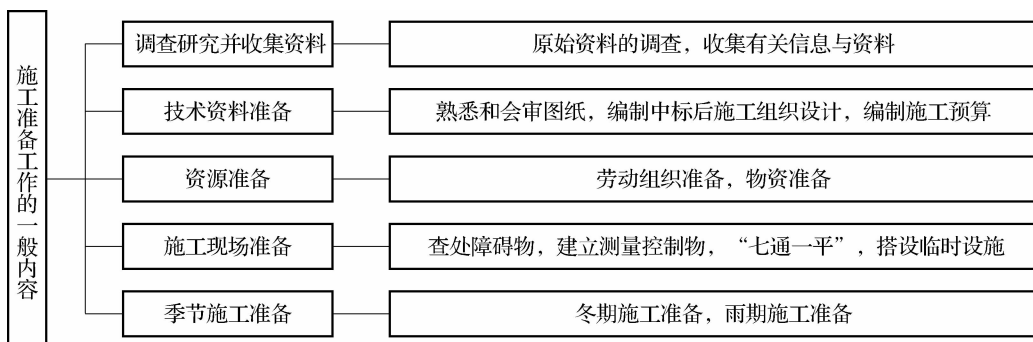 施工准备工作的一般内容
调查研究并收集资料
原始资料的调查，收集有关信息与资料
技术资料准备
熟悉和会审图纸，编制中标后施工组织设计，编制施工预算
资源准备
劳动组织准备，物资准备
施工现场准备
查处障碍物，建立测量控制物，“七通一平”，搭设临时设施
季节施工准备
冬期施工准备，雨期施工准备